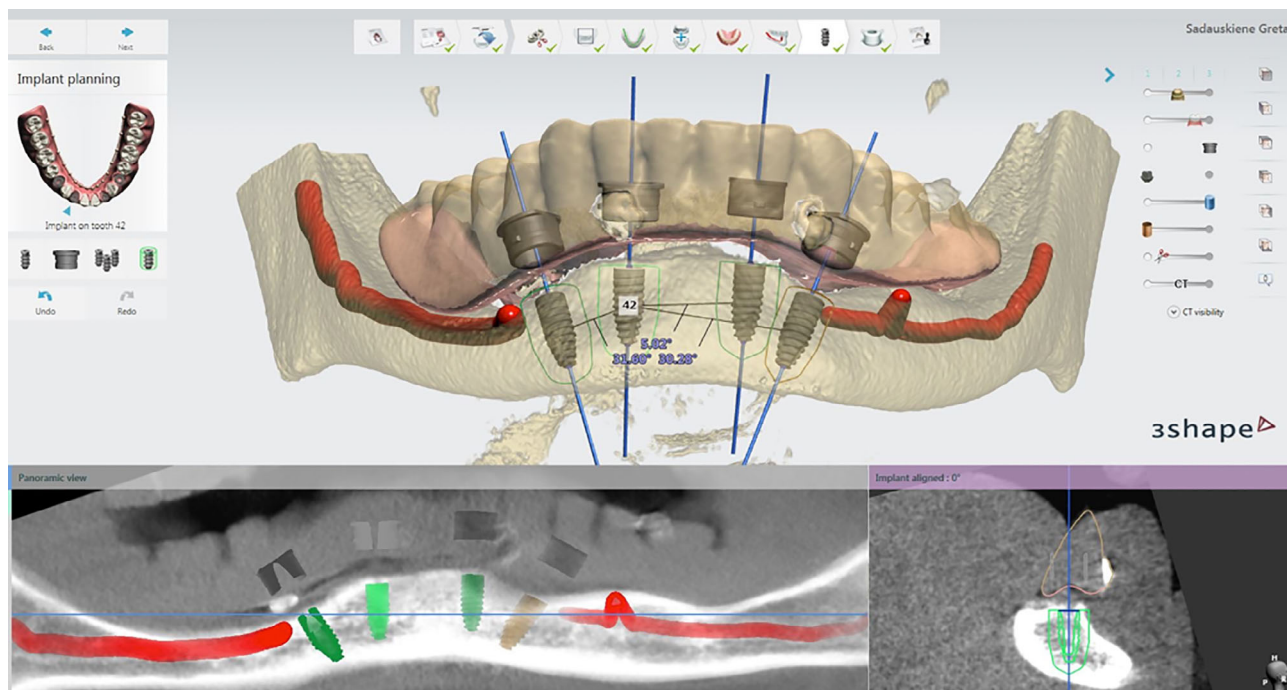 Sadauskiene Greta
Back
Next
Implant planning
Implant on tooth 42
Undo
Redo
1 2 3
CT
CT visibility
42
5.82°
31.60° 30.28°
3shape
Panoramic view
Implant aligned : 0°
H
P